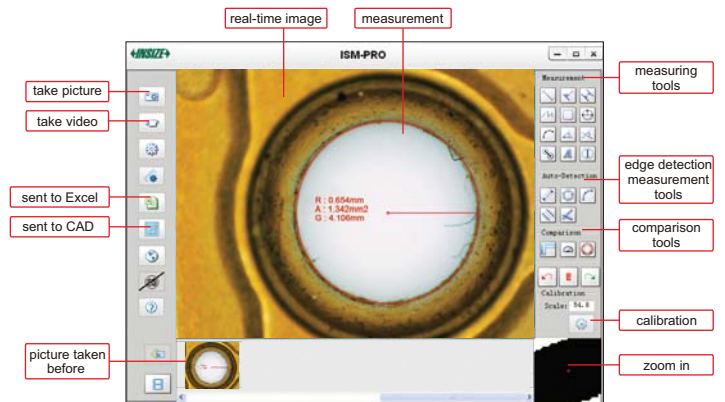 real-time image
measurement
INSIZE
ISM-PRO
take picture
take video
sent to Excel
sent to CAD
picture taken
before
R : 0.654mm
A : 1.342mm2
G : 4.106mm
Measurement
measuring
tools
Auto-Detection
edge detection
measurement
tools
Comparison
comparison
tools
Calibration
Scale: 54.8
calibration
zoom in